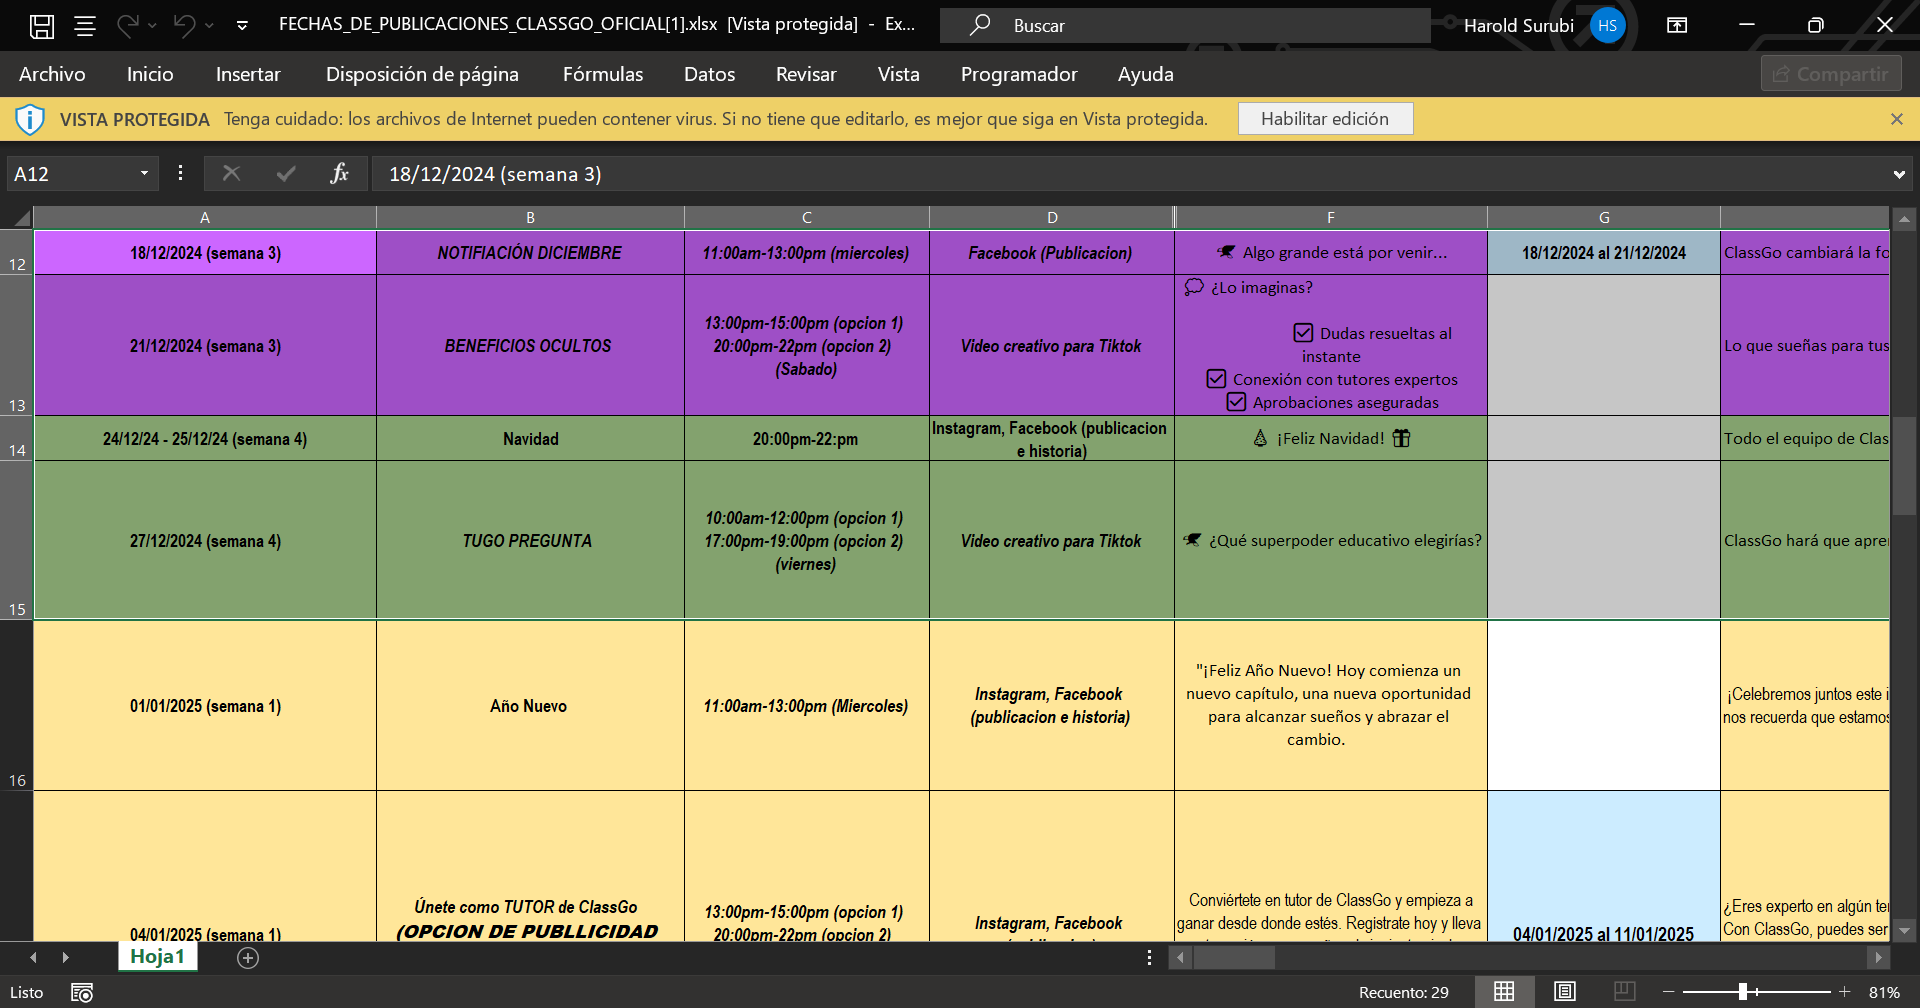 FECHAS_DE_PUBLICACIONES_CLASSGO_OFICIAL[1].xlsx [Vista protegida] - Ex...
Buscar
Harold Surubi
HS
Archivo Inicio Insertar Disposición de página Fórmulas Datos Revisar Vista Programador Ayuda
Compartir
VISTA PROTEGIDA Tenga cuidado: los archivos de Internet pueden contener virus. Si no tiene que editarlo, es mejor que siga en Vista protegida.
Habilitar edición
A12
fx
18/12/2024 (semana 3)
A B C D F G
12
18/12/2024 (semana 3)
NOTIFIACIÓN DICIEMBRE
11:00am-13:00pm (miercoles)
Facebook (Publicacion)
Algo grande está por venir...
18/12/2024 al 21/12/2024
ClassGo cambiará la fo
13
21/12/2024 (semana 3)
BENEFICIOS OCULTOS
13:00pm-15:00pm (opcion 1)
20:00pm-22pm (opcion 2)
(Sabado)
Video creativo para Tiktok
¿Lo imaginas?
Dudas resueltas al
instante
Conexión con tutores expertos
Aprobaciones aseguradas
Lo que sueñas para tus
14
24/12/24 - 25/12/24 (semana 4)
Navidad
20:00pm-22:pm
Instagram, Facebook (publicacion
e historia)
¡Feliz Navidad!
Todo el equipo de Clas
15
27/12/2024 (semana 4)
TUGO PREGUNTA
10:00am-12:00pm (opcion 1)
17:00pm-19:00pm (opcion 2)
(viernes)
Video creativo para Tiktok
¿Qué superpoder educativo elegirías?
ClassGo hará que apre
16
01/01/2025 (semana 1)
Año Nuevo
11:00am-13:00pm (Miercoles)
Instagram, Facebook
(publicacion e historia)
"¡Feliz Año Nuevo! Hoy comienza un
nuevo capítulo, una nueva oportunidad
para alcanzar sueños y abrazar el
cambio.
¡Celebremos juntos este i
nos recuerda que estamos
04/01/2025 (semana 1)
Únete como TUTOR de ClassGo
(OPCION DE PUBLLICIDAD
13:00pm-15:00pm (opcion 1)
20:00pm-22pm (opcion 2)
Instagram, Facebook
Conviértete en tutor de ClassGo y empieza a
ganar desde donde estés. Registrate hoy y lleva
04/01/2025 al 11/01/2025
¿Eres experto en algún te
Con ClassGo, puedes ser
Hoja1
Listo
Recuento: 29
81%